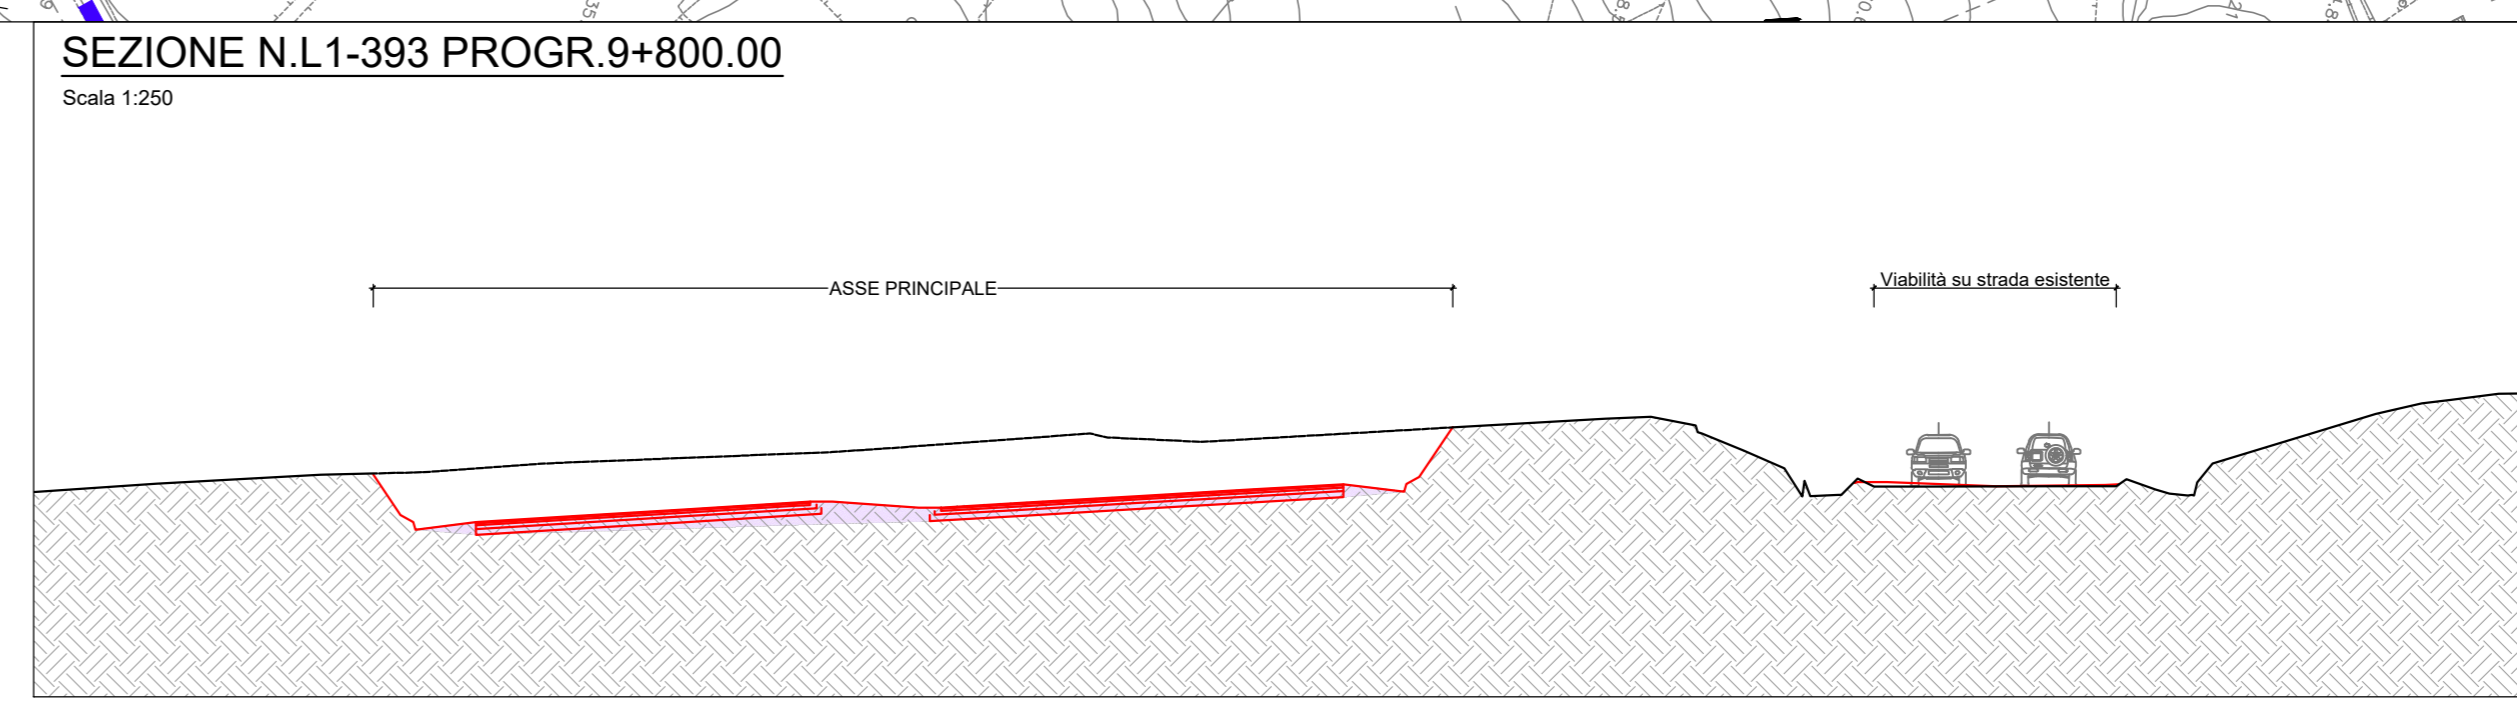 SEZIONE N.L1-393 PROGR.9+800.00
Scala 1:250
ASSE PRINCIPALE
Viabilità su strada esistente